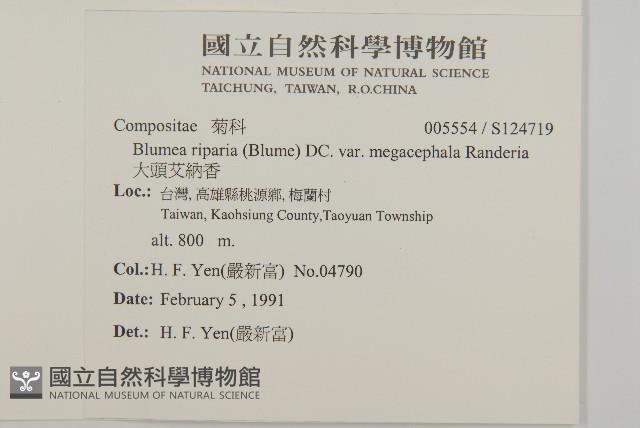 國立自然科學博物館
NATIONAL MUSEUM OF NATURAL SCIENCE
TAICHUNG, TAIWAN, R.O.CHINA
Compositae 菊科 005554 / S124719
Blumea riparia (Blume) DC. var. megacephala Randeria
大頭艾納香
Loc.: 台灣, 高雄縣桃源鄉, 梅蘭村
Taiwan, Kaohsiung County,Taoyuan Township
alt. 800 m.
Col.: H. F. Yen(嚴新富) No.04790
Date: February 5 , 1991
Det.: H. F. Yen(嚴新富)
國立自然科學博物館
NATIONAL MUSEUM OF NATURAL SCIENCE